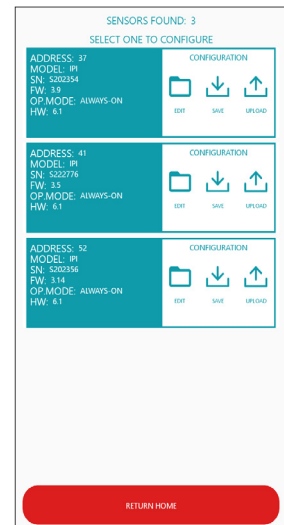 SENSORS FOUND: 3
SELECT ONE TO CONFIGURE
ADDRESS: 37
MODEL: IPI
SN: S202354
FW: 3.9
OP.MODE: ALWAYS-ON
HW: 6.1
CONFIGURATION
EDIT SAVE UPLOAD
ADDRESS: 41
MODEL: IPI
SN: S222776
FW: 3.5
OP.MODE: ALWAYS-ON
HW: 6.1
CONFIGURATION
EDIT SAVE UPLOAD
ADDRESS: 52
MODEL: IPI
SN: S202356
FW: 3.14
OP.MODE: ALWAYS-ON
HW: 6.1
CONFIGURATION
EDIT SAVE UPLOAD
RETURN HOME